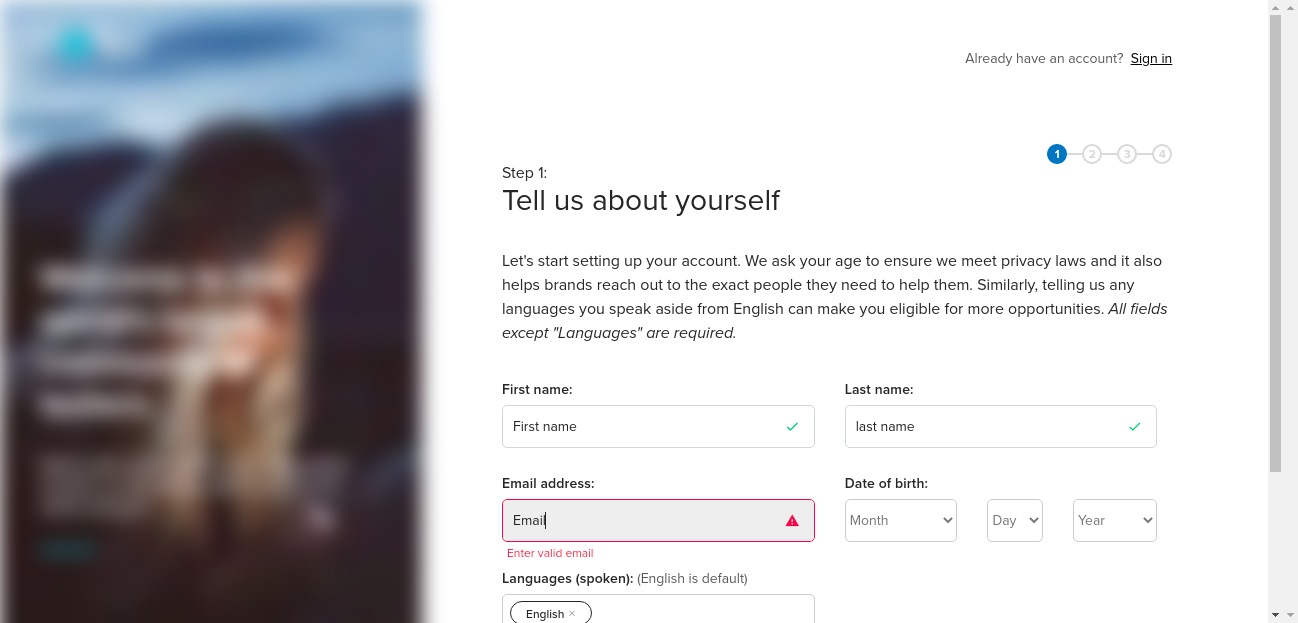 Already have an account? Sign in
1 2 3 4
Step 1:
Tell us about yourself
Let's start setting up your account. We ask your age to ensure we meet privacy laws and it also
helps brands reach out to the exact people they need to help them. Similarly, telling us any
languages you speak aside from English can make you eligible for more opportunities. All fields
except "Languages" are required.
First name: Last name:
First name last name
Email address: Date of birth:
Email Month Day Year
Enter valid email
Languages (spoken): (English is default)
English ×